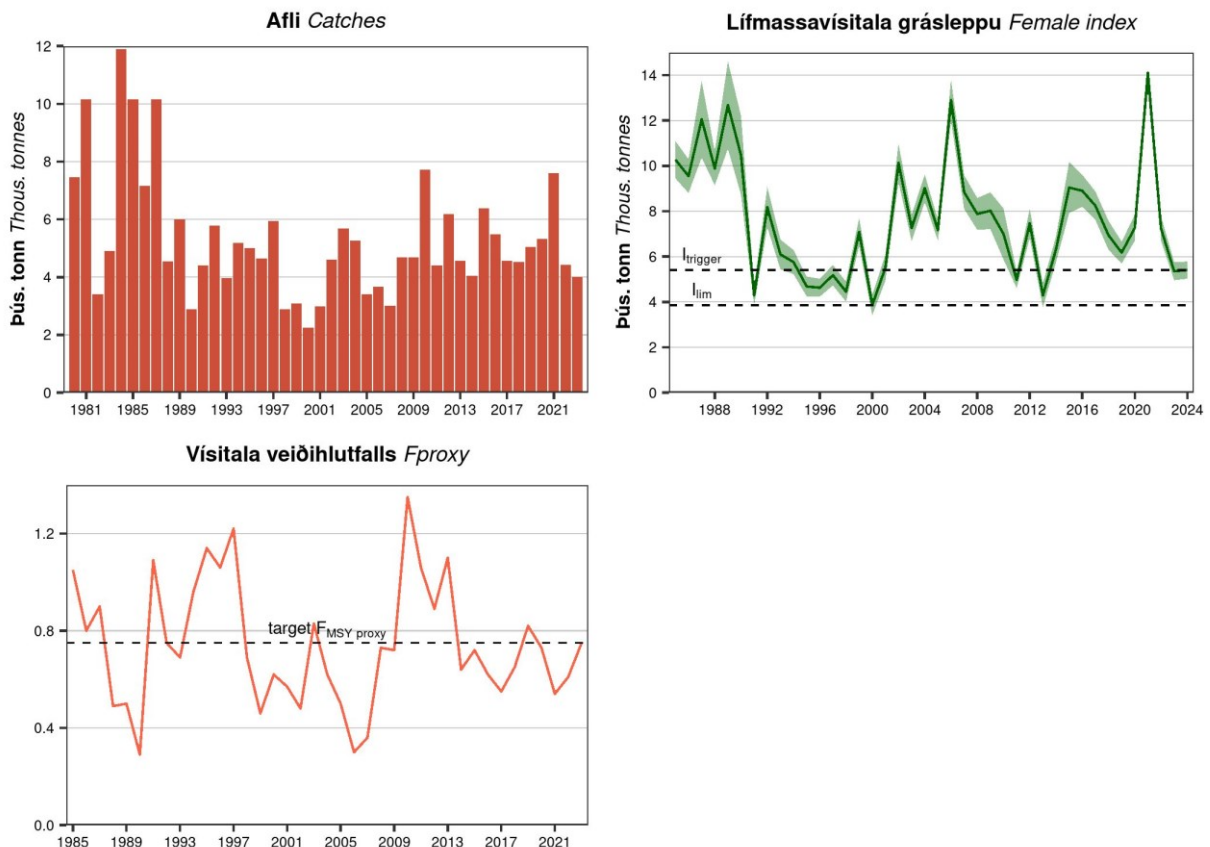 Afli Catches
Þús. tonn Thous. tonnes
12
10
8
6
4
2
0
1981 1985 1989 1993 1997 2001 2005 2009 2013 2017 2021
Lífmassavísitala grásleppu Female index
Þús. tonn Thous. tonnes
14
12
10
8
6
4
2
0
Itrigger
Ilim
1988 1992 1996 2000 2004 2008 2012 2016 2020 2024
Vísitala veiðihlutfalls Fproxy
1.2
0.8
0.4
0.0
target FMSY proxy
1985 1989 1993 1997 2001 2005 2009 2013 2017 2021